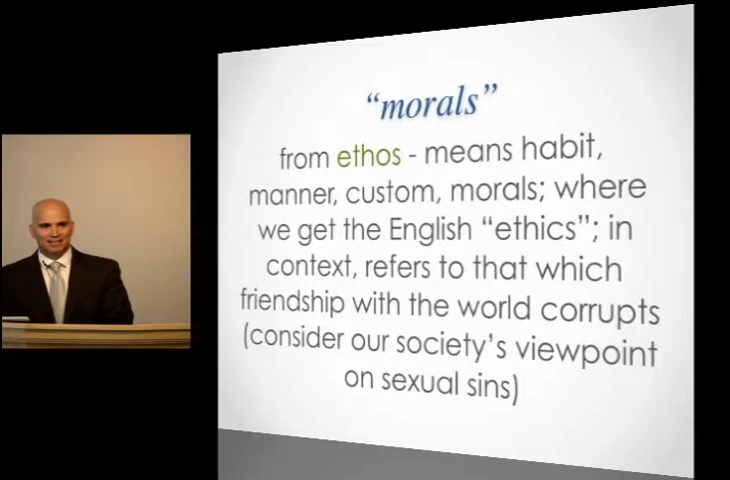 “morals”
from ethos - means habit,
manner, custom, morals; where
we get the English “ethics”; in
context, refers to that which
friendship with the world corrupts
(consider our society’s viewpoint
on sexual sins)